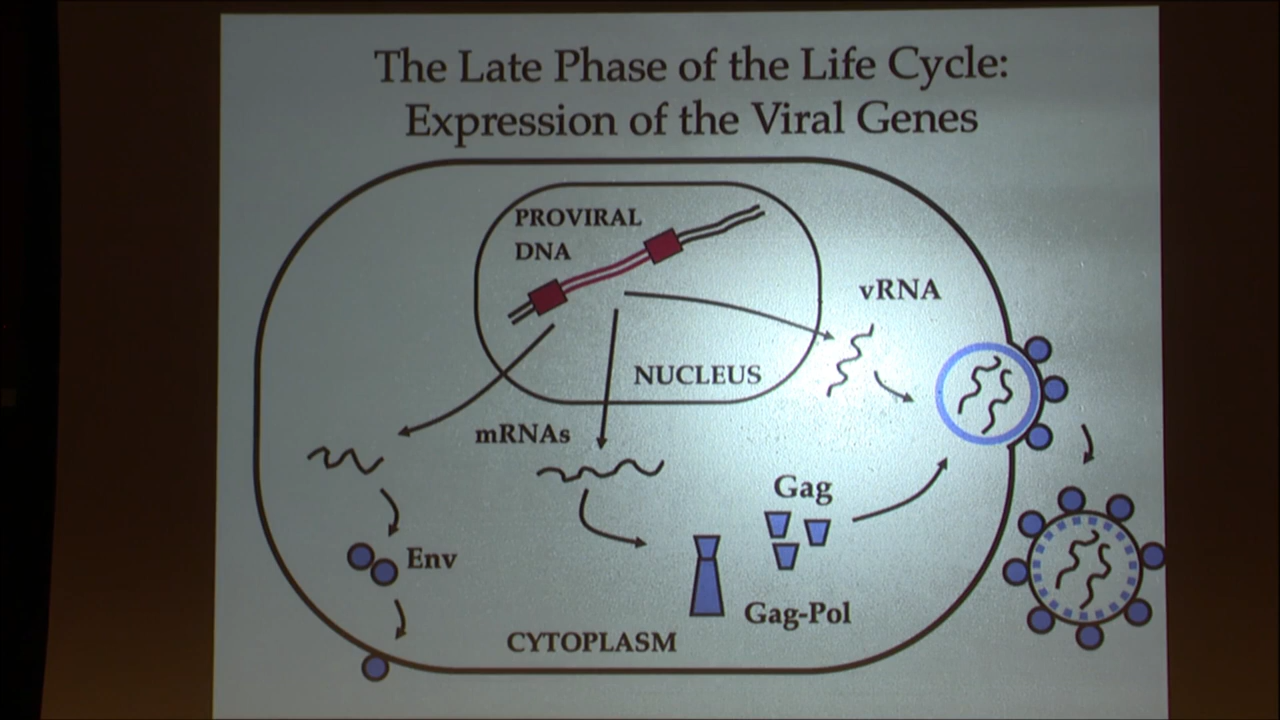 The Late Phase of the Life Cycle:
Expression of the Viral Genes
PROVIRAL
DNA
vRNA
NUCLEUS
mRNAs
Gag
Env
Gag-Pol
CYTOPLASM